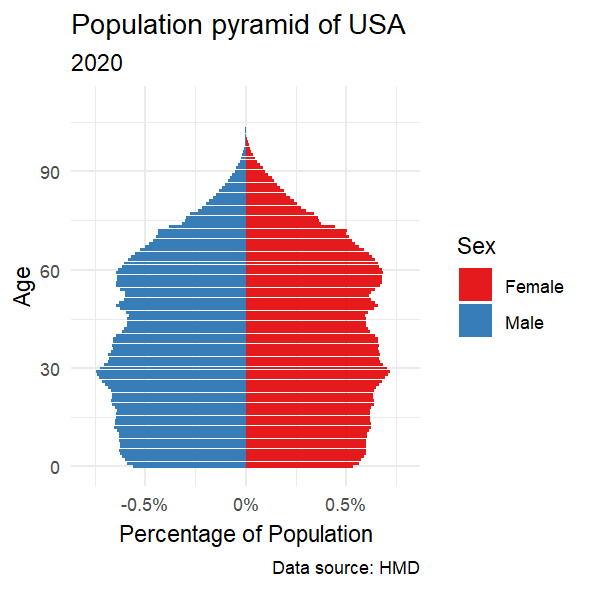 Population pyramid of USA
2020
Age
90
60
30
0
-0.5%
0%
0.5%
Percentage of Population
Sex
Female
Male
Data source: HMD